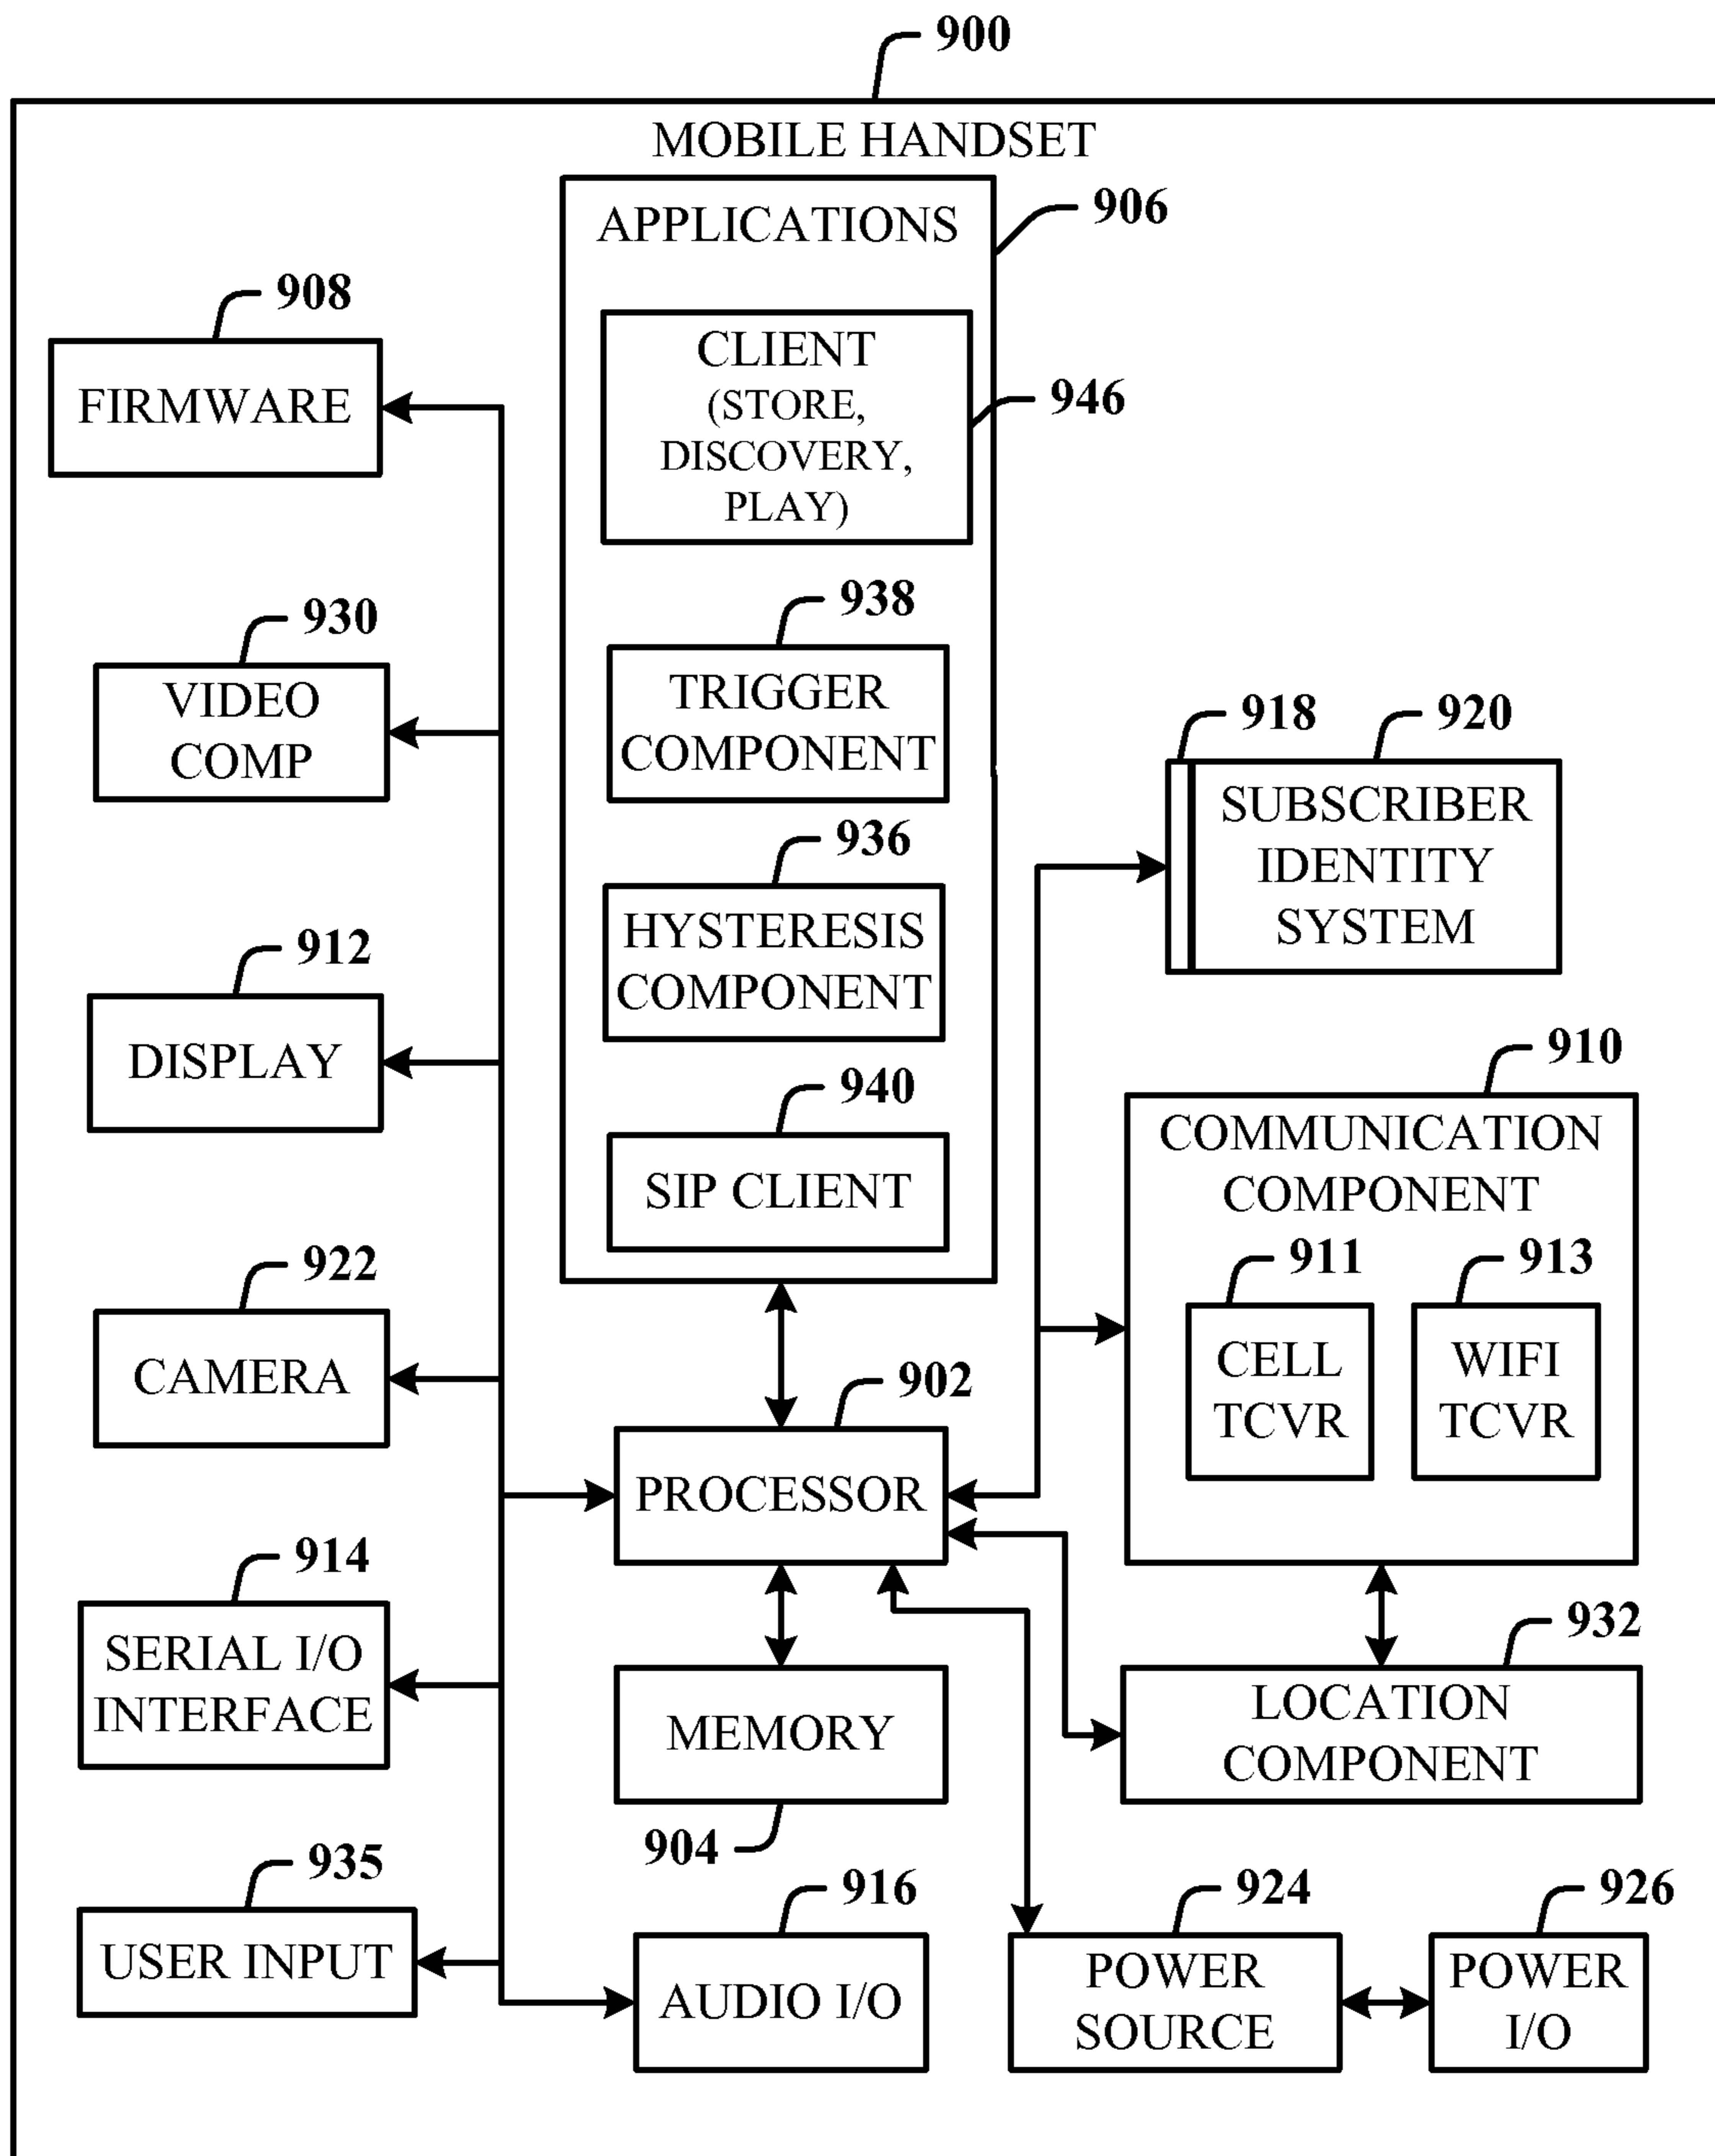 900
MOBILE HANDSET
APPLICATIONS
906
CLIENT
(STORE,
DISCOVERY,
PLAY)
946
938
TRIGGER
COMPONENT
936
HYSTERESIS
COMPONENT
940
SIP CLIENT
908
FIRMWARE
930
VIDEO
COMP
912
DISPLAY
922
CAMERA
914
SERIAL I/O
INTERFACE
935
USER INPUT
902
PROCESSOR
MEMORY
904
916
AUDIO I/O
918
920
SUBSCRIBER
IDENTITY
SYSTEM
910
COMMUNICATION
COMPONENT
911
CELL
TCVR
913
WIFI
TCVR
932
LOCATION
COMPONENT
924
POWER
SOURCE
926
POWER
I/O